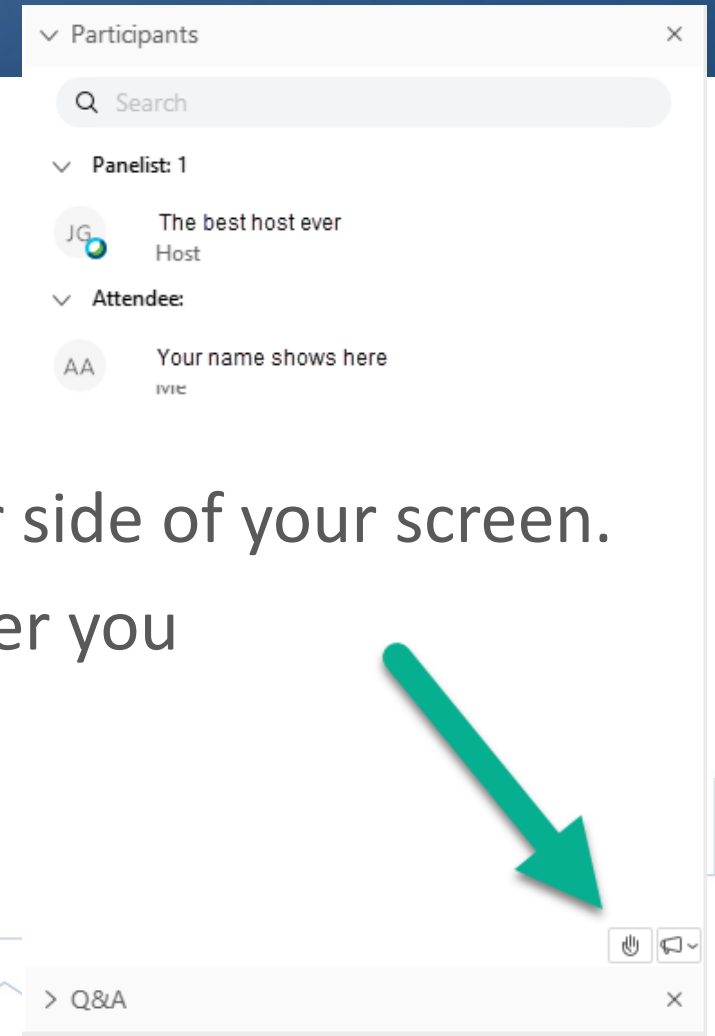 Participants
Search
Panelist: 1
JG
The best host ever
Host
Attendee:
AA
Your name shows here
Me
side of your screen.
you
Q&A